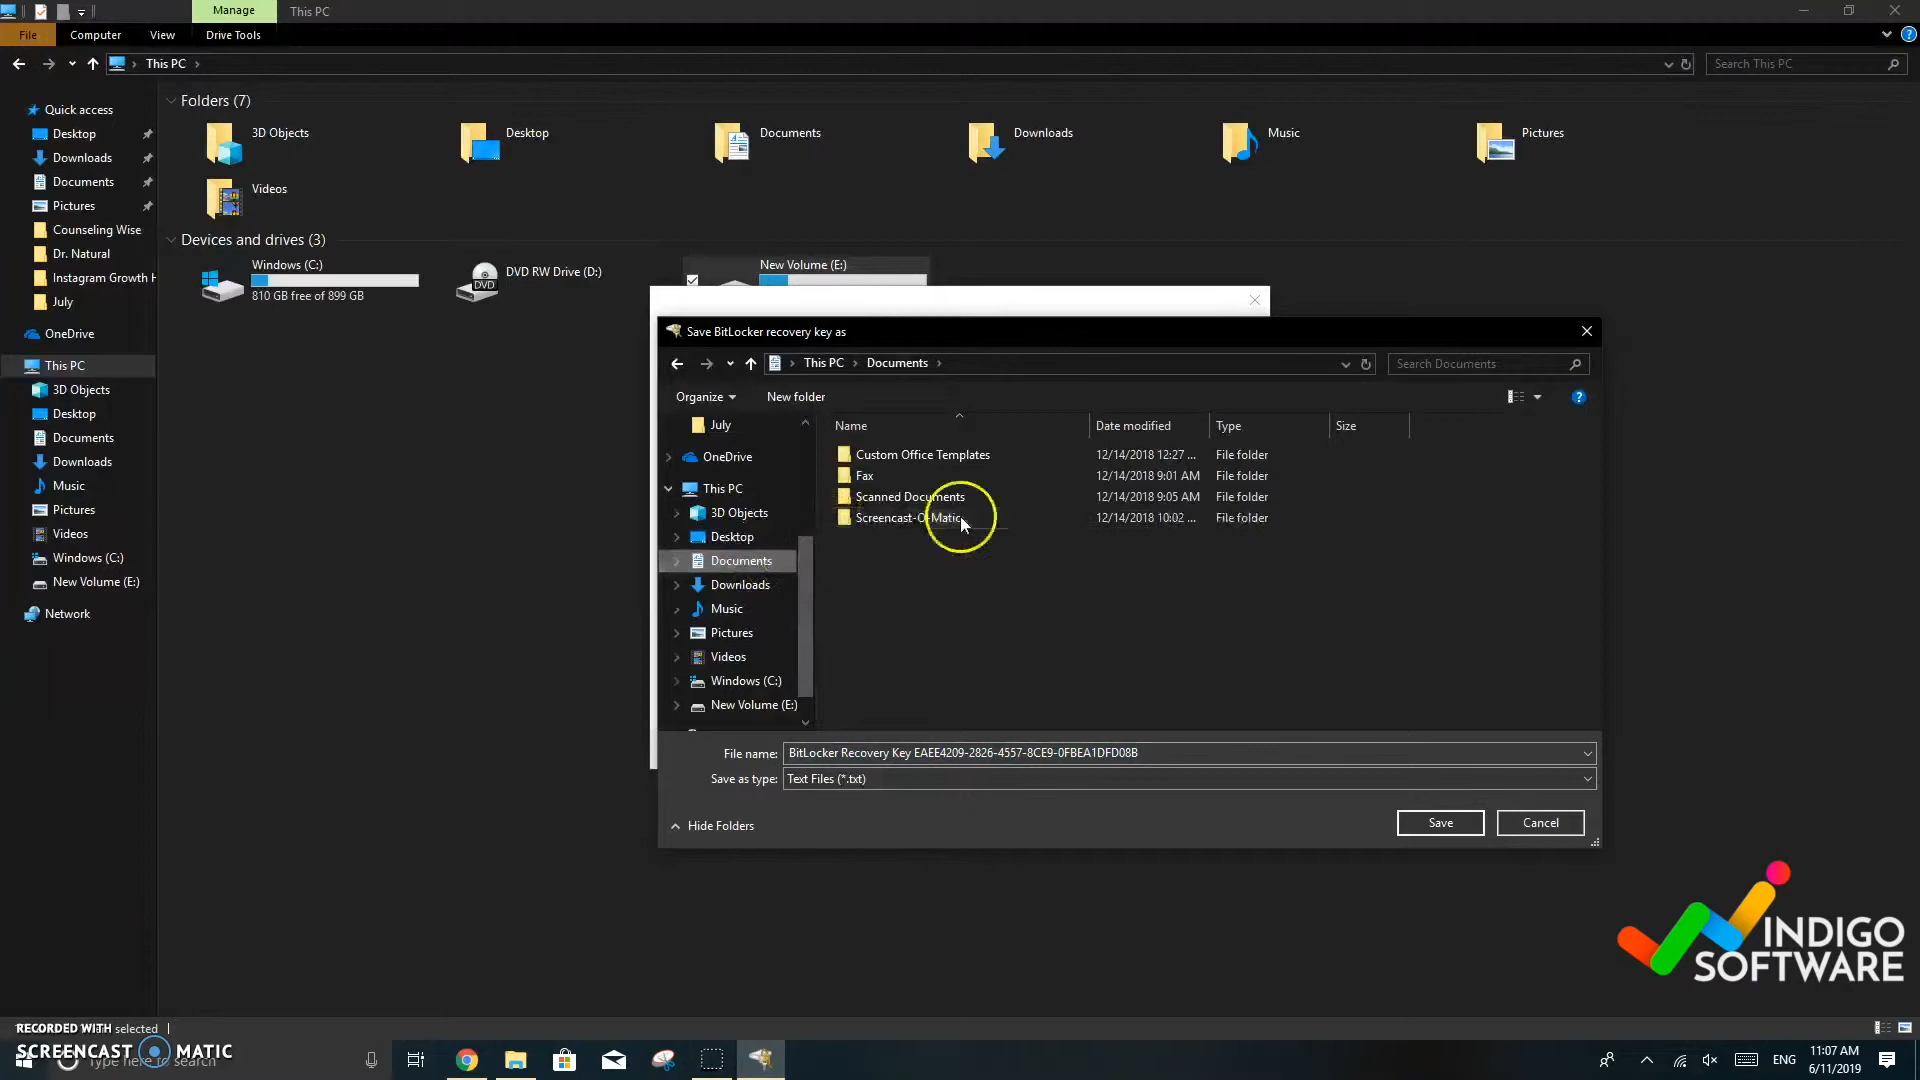 Manage
This PC
File
Computer
View
Drive Tools
This PC
Search This PC
Quick access
Desktop
Downloads
Documents
Pictures
Counseling Wise
Dr. Natural
Instagram Growth H
July
OneDrive
This PC
3D Objects
Desktop
Documents
Downloads
Music
Pictures
Videos
Windows (C:)
New Volume (E:)
Network
Folders (7)
3D Objects
Desktop
Documents
Downloads
Music
Pictures
Videos
Devices and drives (3)
Windows (C:)
810 GB free of 899 GB
DVD
DVD RW Drive (D:)
New Volume (E:)
Save BitLocker recovery key as
This PC
Documents
Search Documents
Organize
New folder
July
OneDrive
This PC
3D Objects
Desktop
Documents
Downloads
Music
Pictures
Videos
Windows (C:)
New Volume (E:)
Name Date modified Type Size
Custom Office Templates 12/14/2018 12:27 ... File folder
Fax 12/14/2018 9:01 AM File folder
Scanned Documents 12/14/2018 9:05 AM File folder
Screencast-O-Matic 12/14/2018 10:02 ... File folder
File name: BitLocker Recovery Key EAEE4209-2826-4557-8CE9-0FBEA1DFD08B
Save as type: Text Files (*.txt)
Hide Folders
Save
Cancel
INDIGO
SOFTWARE
RECORDED WITH selected
SCREENCAST MATIC
Type here to search
ENG
11:07 AM
6/11/2019